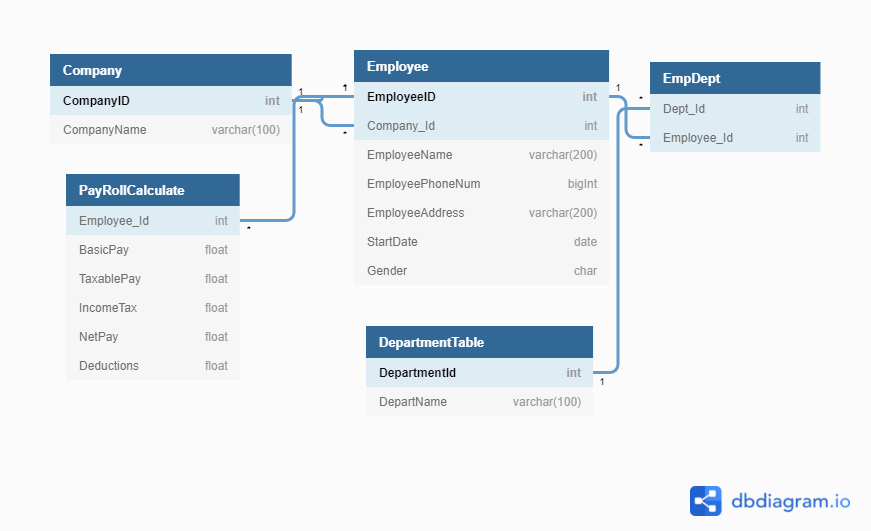 Company
CompanyID int
CompanyName varchar(100)
PayRollCalculate
Employee_Id int
BasicPay float
TaxablePay float
IncomeTax float
NetPay float
Deductions float
Employee
EmployeeID int
Company_Id int
EmployeeName varchar(200)
EmployeePhoneNum bigInt
EmployeeAddress varchar(200)
StartDate date
Gender char
DepartmentTable
DepartmentId int
DepartName varchar(100)
EmpDept
Dept_Id int
Employee_Id int
1
1
1
*
*
1
*
*
1
dbdiagram.io